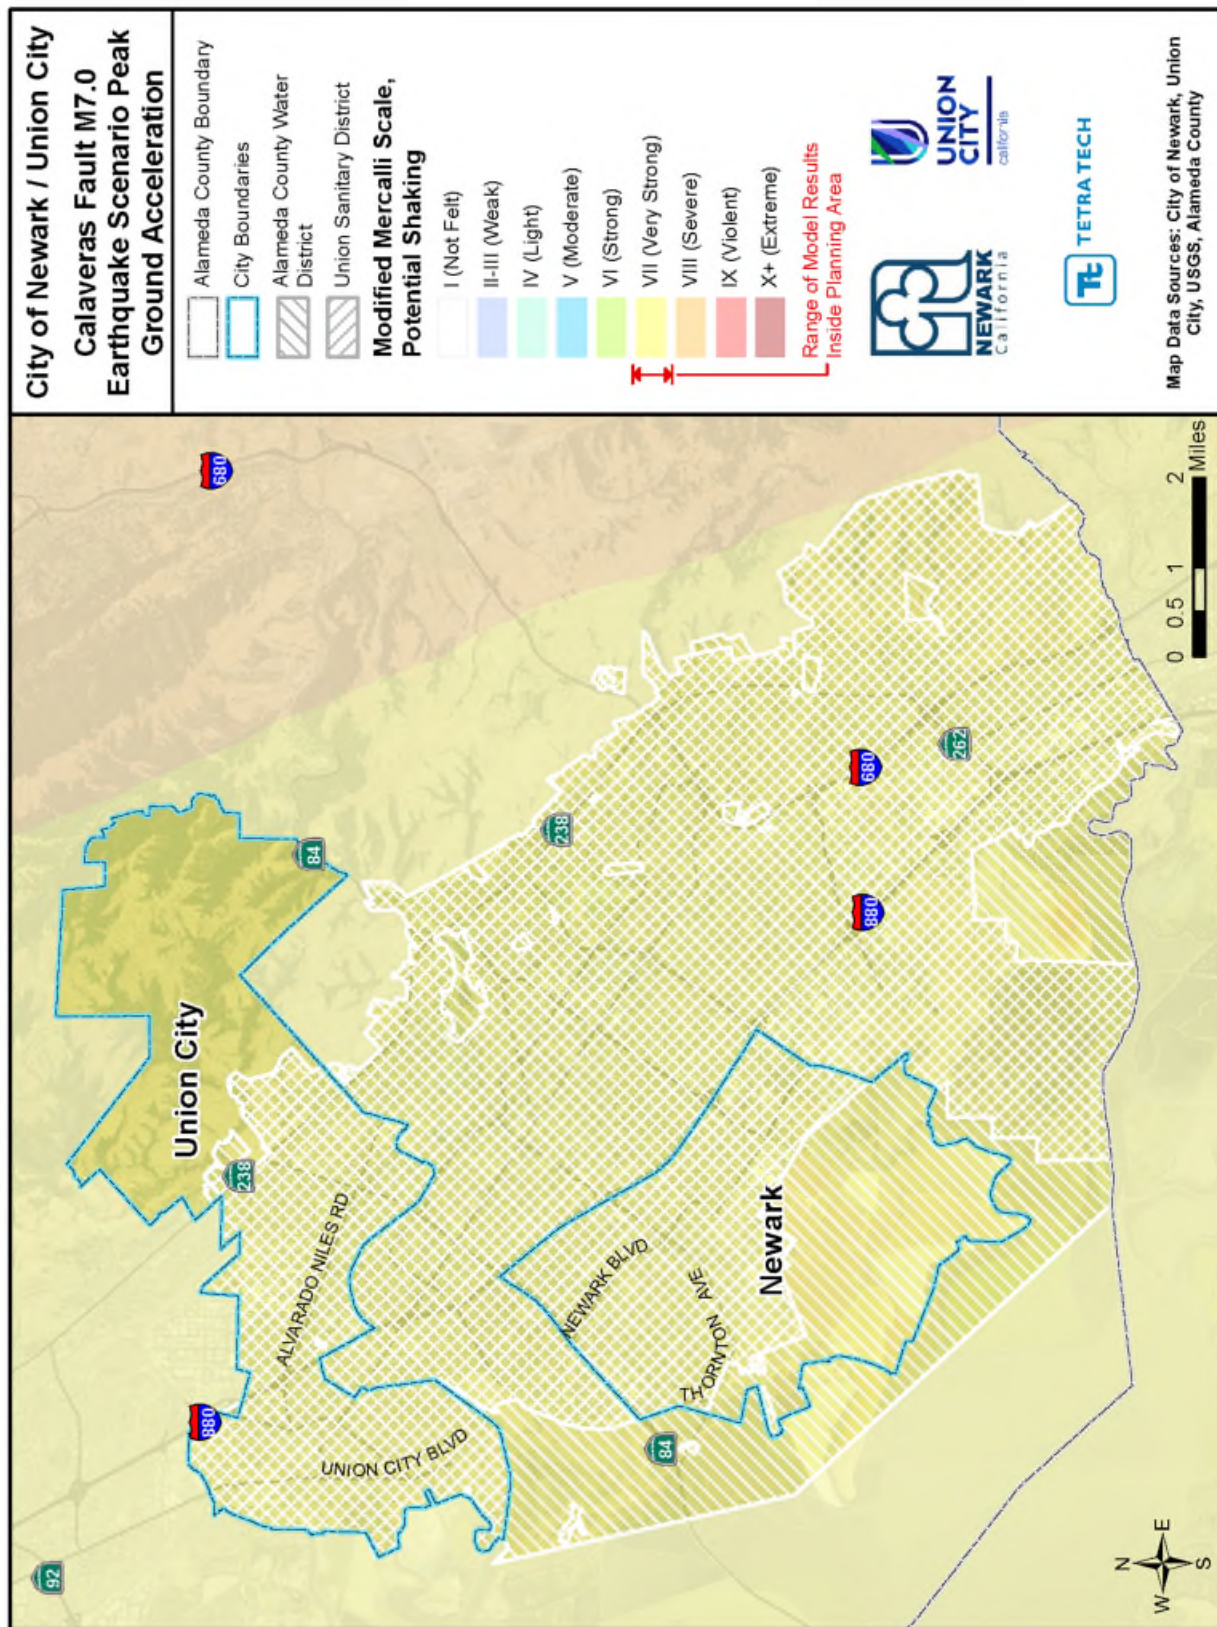 City of Newark / Union City
Calaveras Fault M7.0
Earthquake Scenario Peak
Ground Acceleration
Alameda County Boundary
City Boundaries
Alameda County Water
District
Union Sanitary District
Modified Mercalli Scale,
Potential Shaking
I (Not Felt)
II-III (Weak)
IV (Light)
V (Moderate)
VI (Strong)
VII (Very Strong)
VIII (Severe)
IX (Violent)
X+ (Extreme)
Range of Model Results
Inside Planning Area
NEWARK
California
UNION
CITY
california
Tt TETRA TECH
Map Data Sources: City of Newark, Union
City, USGS, Alameda County
92
880
238
84
680
Union City
ALVARADO NILES RD
UNION CITY BLVD
238
84
NEWARK BLVD
THORNTON AVE
Newark
880
680
262
N
W
E
S
0 0.5 1 2
Miles